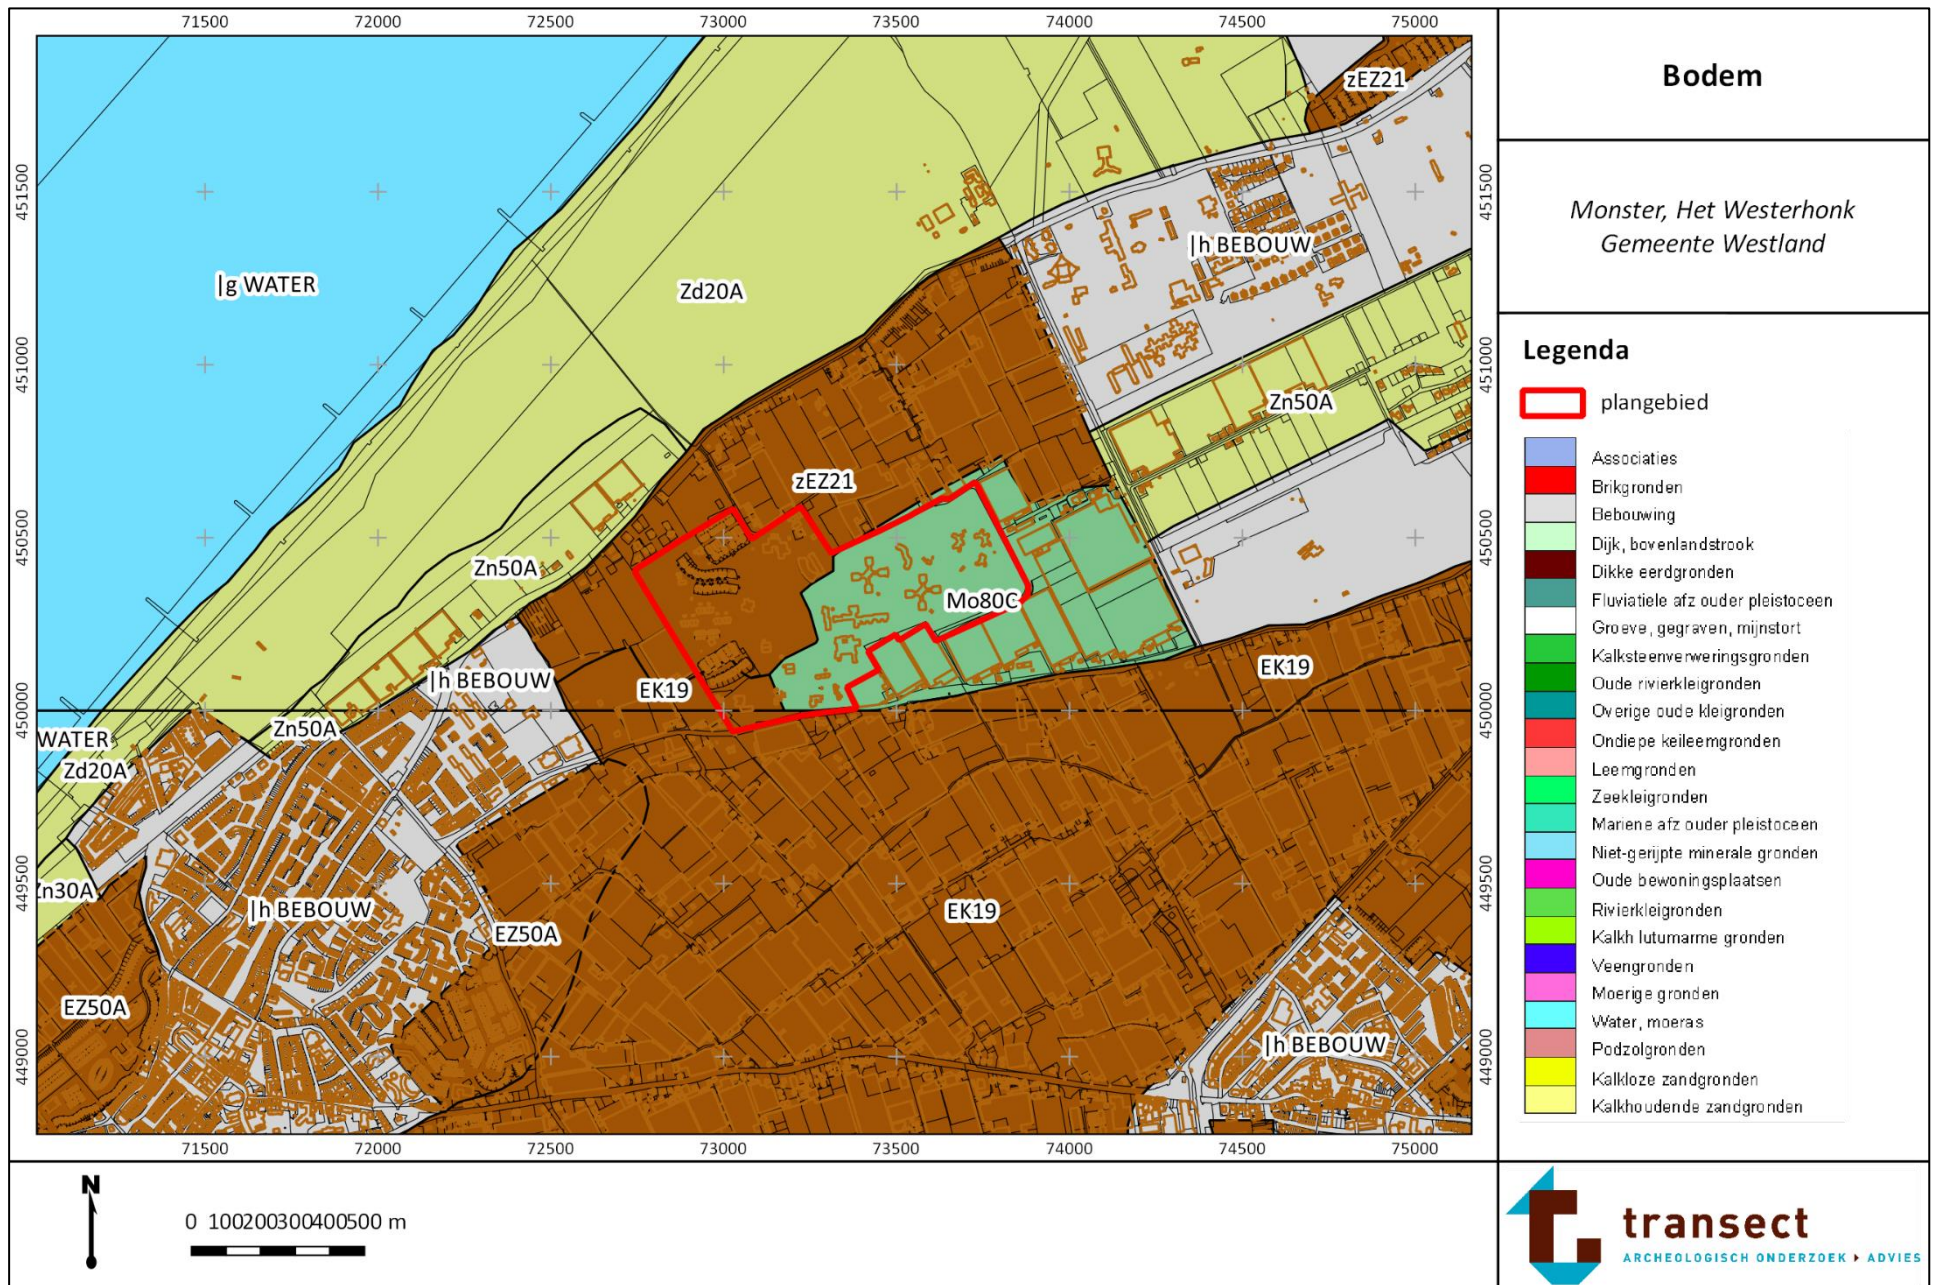 71500 72000 72500 73000 73500 74000 74500 75000
451500
451000
450500
450000
449500
449000
451500
451000
450500
450000
449500
449000
zEZ21
|h BEBOUW
|g WATER
Zd20A
Zn50A
zEZ21
Zn50A
Mo80C
|h BEBOUW
EK19
EK19
Zn50A
WATER
Zd20A
Zn30A
|h BEBOUW
EK19
EZ50A
EZ50A
|h BEBOUW
71500 72000 72500 73000 73500 74000 74500 75000
N
0 100200300400500 m
Bodem
Monster, Het Westerhonk
Gemeente Westland
Legenda
plangebied
Associaties
Brikgronden
Bebouwing
Dijk, bovenlandstrook
Dikke eerdgronden
Fluviatiele afz ouder pleistoceen
Groeve, gegraven, mijnstort
Kalksteenverweringsgronden
Oude rivierkleigronden
Overige oude kleigronden
Ondiepe keileemgronden
Leemgronden
Zeekleigronden
Mariene afz ouder pleistoceen
Niet-gerijpte minerale gronden
Oude bewoningsplaatsen
Rivierkleigronden
Kalkh lutumarme gronden
Veengronden
Moerige gronden
Water, moeras
Podzolgronden
Kalkloze zandgronden
Kalkhoudende zandgronden
transect
ARCHEOLOGISCH ONDERZOEK ▸ ADVIES